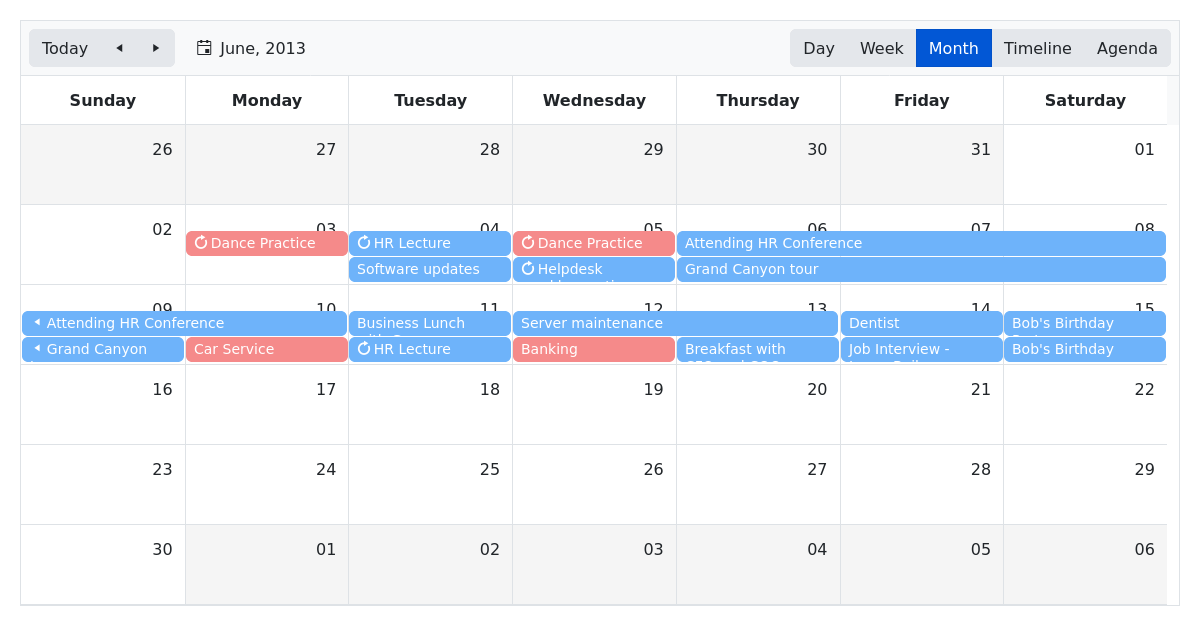 Today
June, 2013
Day Week Month Timeline Agenda
Sunday Monday Tuesday Wednesday Thursday Friday Saturday
26 27 28 29 30 31 01
02 03 04 05 06 07 08
Dance Practice HR Lecture Dance Practice Attending HR Conference
Software updates Helpdesk Grand Canyon tour
09 10 11 12 13 14 15
Attending HR Conference Business Lunch Server maintenance Dentist Bob's Birthday
Grand Canyon Car Service HR Lecture Banking Breakfast with Job Interview - Bob's Birthday
16 17 18 19 20 21 22
23 24 25 26 27 28 29
30 01 02 03 04 05 06